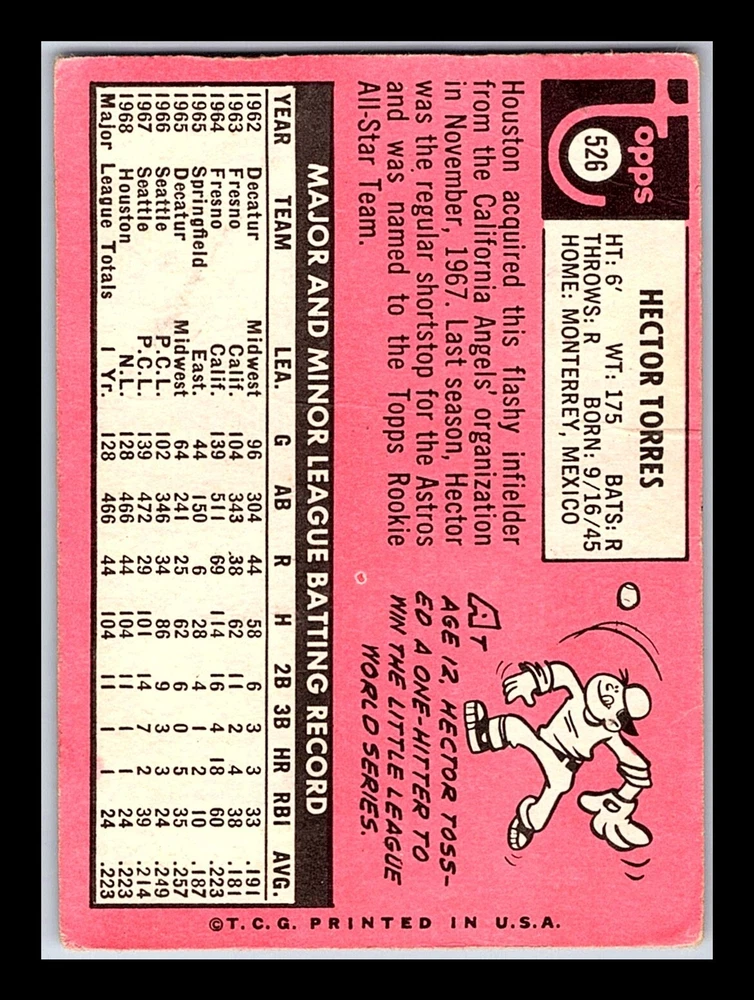 Topps
526
HECTOR TORRES
HT: 6' WT: 175 BATS: R
THROWS: R BORN: 9/16/45
HOME: MONTERREY, MEXICO
Houston acquired this flashy infielder
from the California Angels' organization
in November, 1967. Last season, Hector
was the regular shortstop for the Astros
and was named to the Topps Rookie
All-Star Team.
AT
AGE 12, HECTOR TOSS-
ED A ONE-HITTER TO
WIN THE LITTLE LEAGUE
WORLD SERIES.
MAJOR AND MINOR LEAGUE BATTING RECORD
YEAR TEAM LEA. G AB R H 2B 3B HR RBI AVG.
1962 Decatur Midwest 96 304 44 58 6 3 3 33 .191
1963 Fresno Calif. 104 343 .38 62 11 2 4 38 .181
1964 Fresno Calif. 139 511 69 114 16 4 18 60 .223
1965 Springfield East. 44 150 6 28 4 1 2 10 .187
1965 Decatur Midwest 64 241 25 62 6 0 5 35 .257
1966 Seattle P.C.L. 102 346 34 86 9 3 3 24 .249
1967 Seattle P.C.L. 139 472 29 101 14 7 2 39 .214
1968 Houston N.L. 128 466 44 104 11 1 1 24 .223
Major League Totals 1 Yr. 128 466 44 104 11 1 1 24 .223
©T.C.G. PRINTED IN U.S.A.